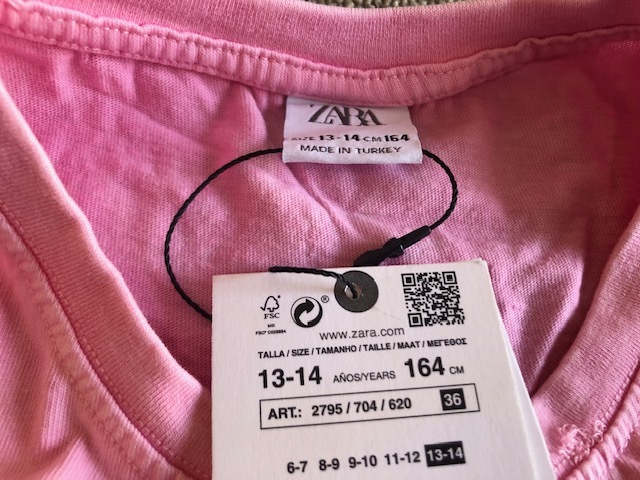 ZARA
SIZE 13-14 CM 164
MADE IN TURKEY
FSC
MIX
www.zara.com
TALLA / SIZE / TAMANHO / TAILLE / MAAT / ΜΕΓΕΘΟΣ
13-14 AÑOS/YEARS 164 CM
ART.: 2795 / 704 / 620 36
6-7 8-9 9-10 11-12 13-14